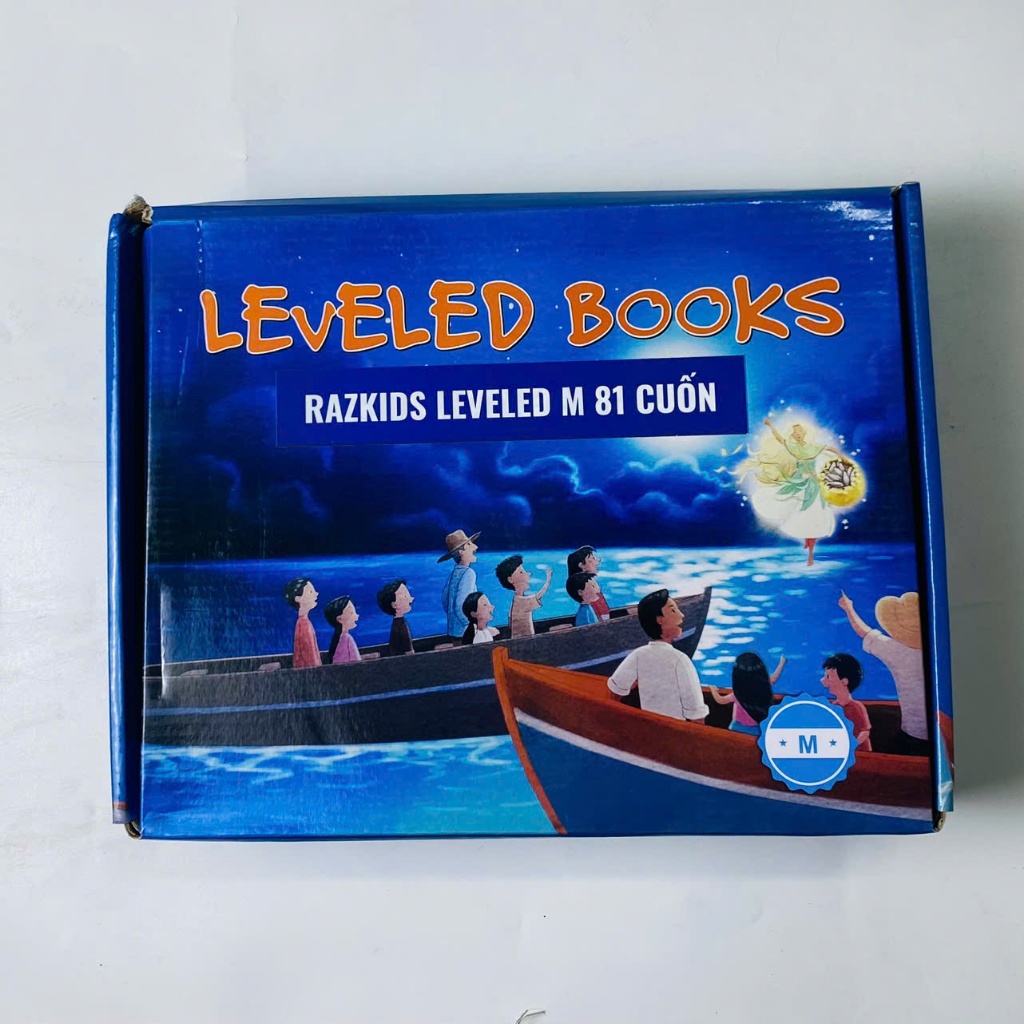 LEVELED BOOKS
RAZKIDS LEVELED M 81 CUỐN
M